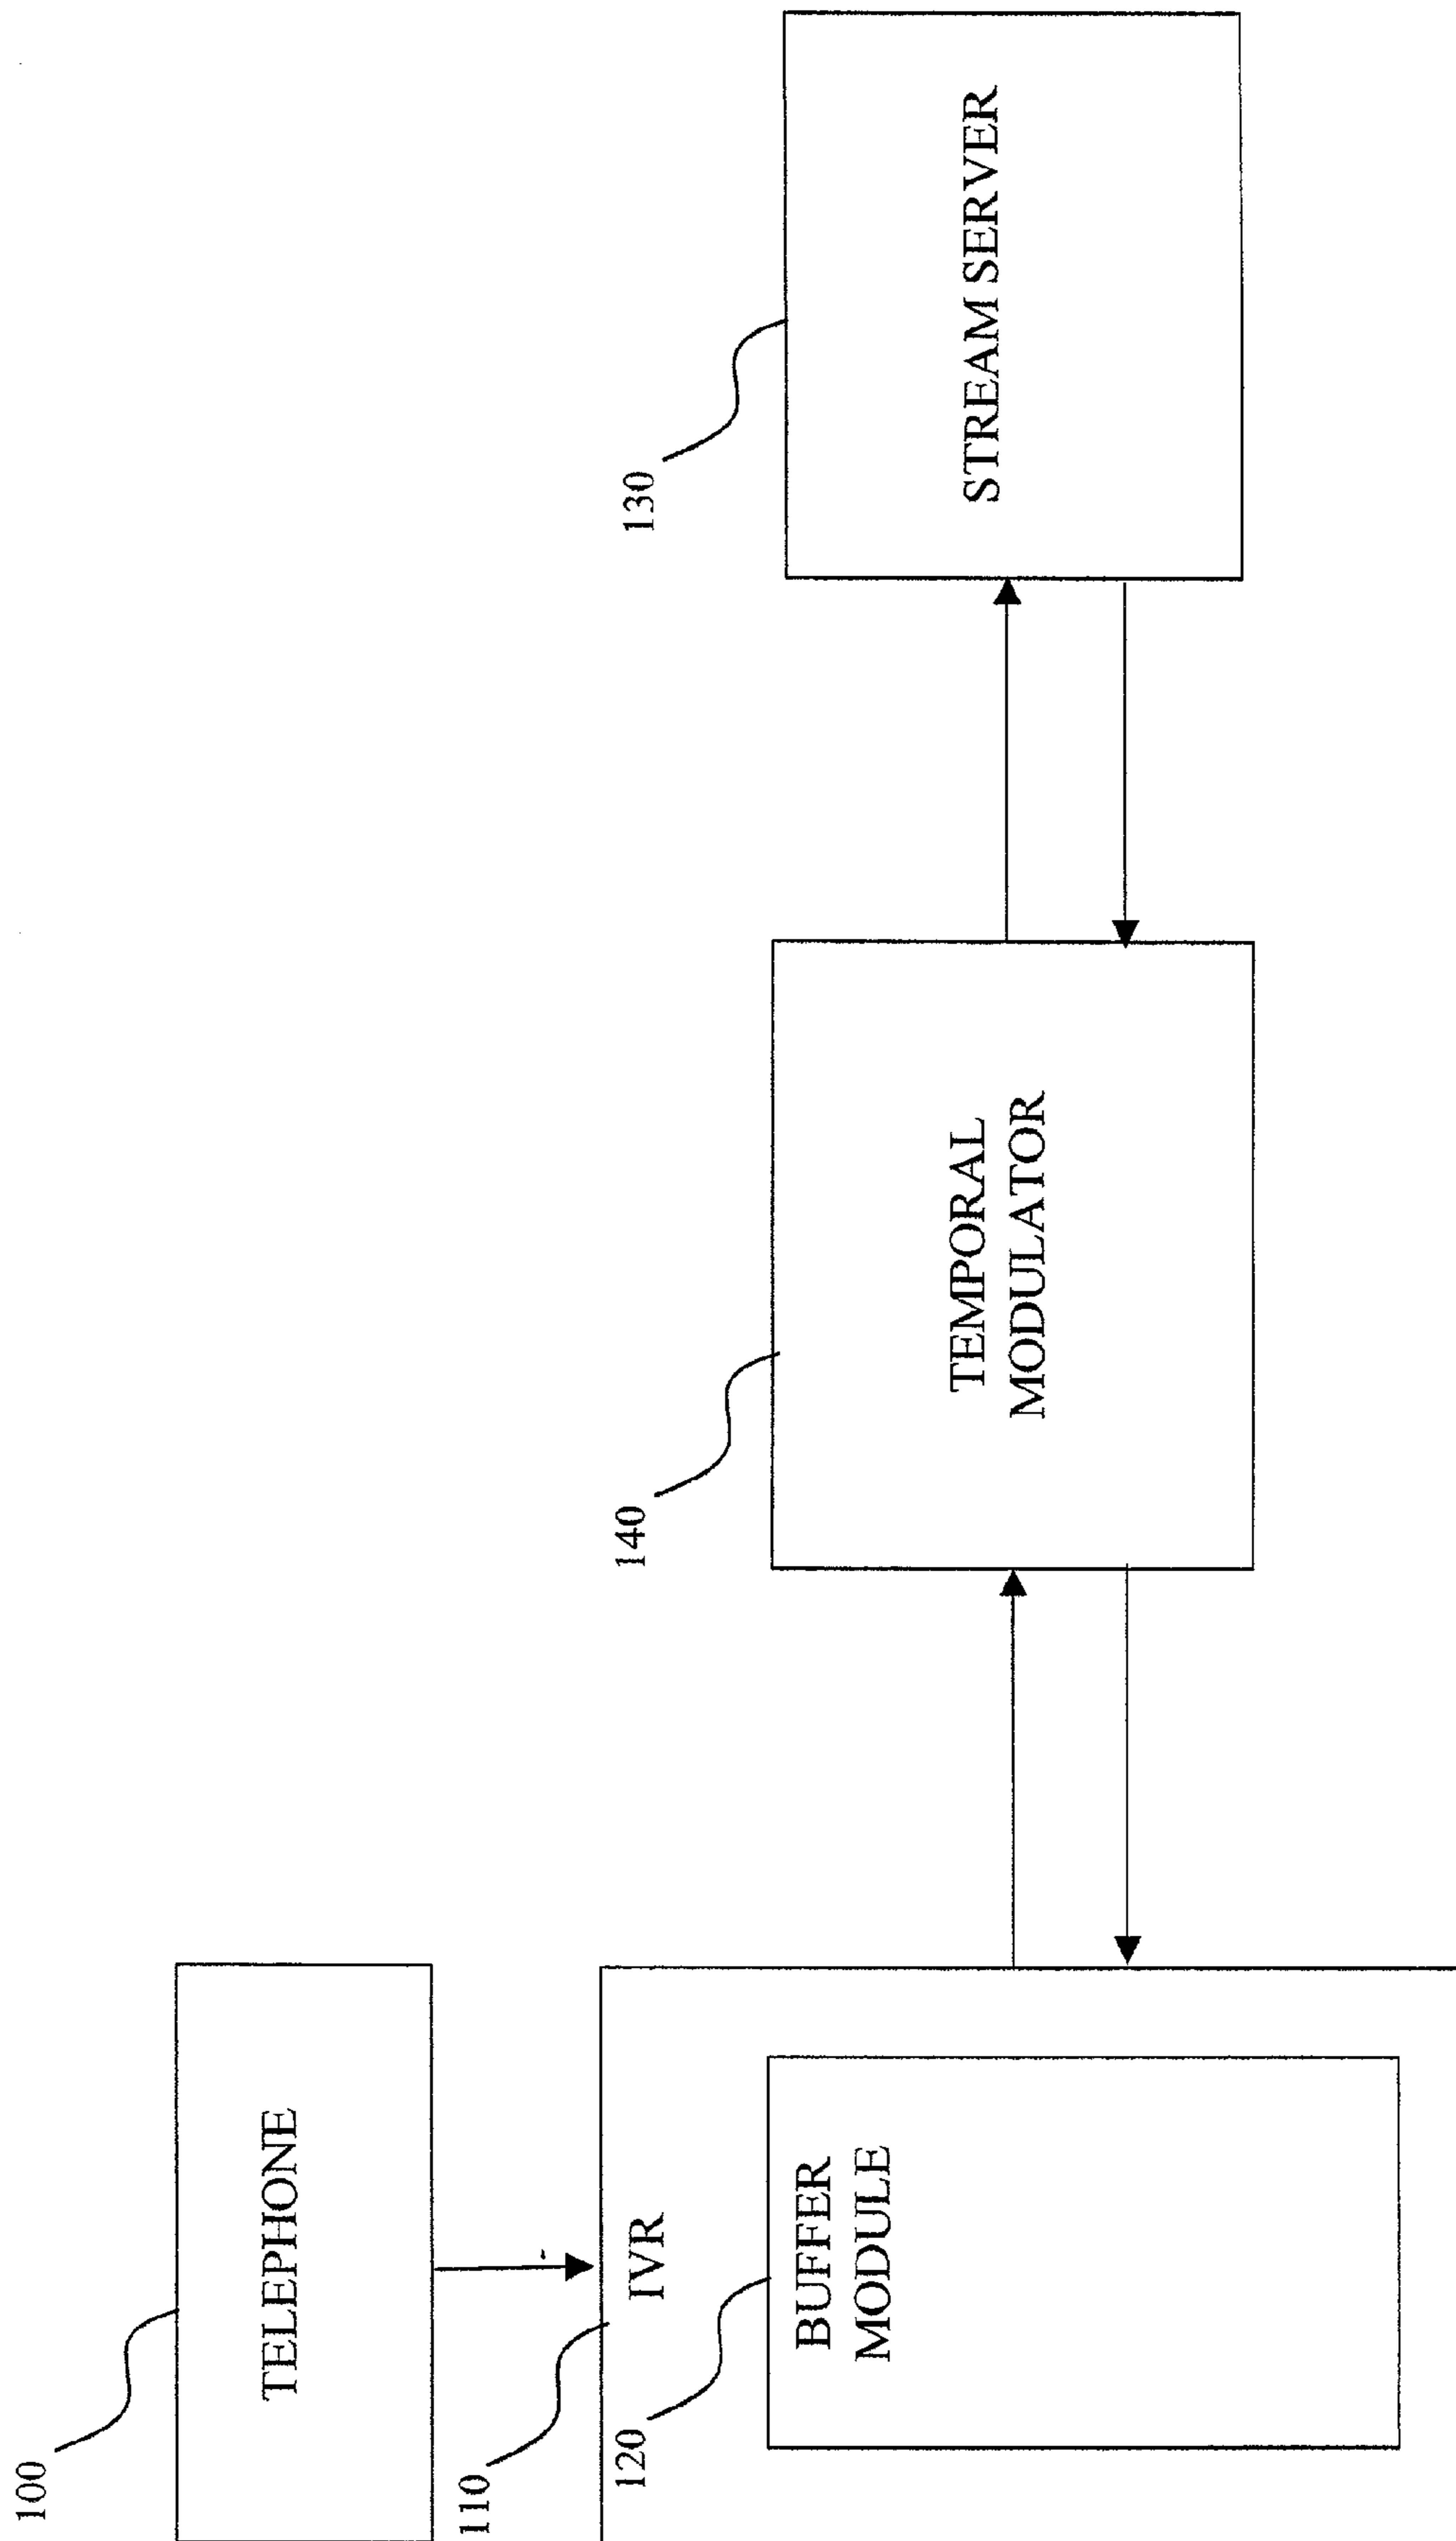 100
TELEPHONE
110
IVR
120
BUFFER
MODULE
140
TEMPORAL
MODULATOR
130
STREAM SERVER